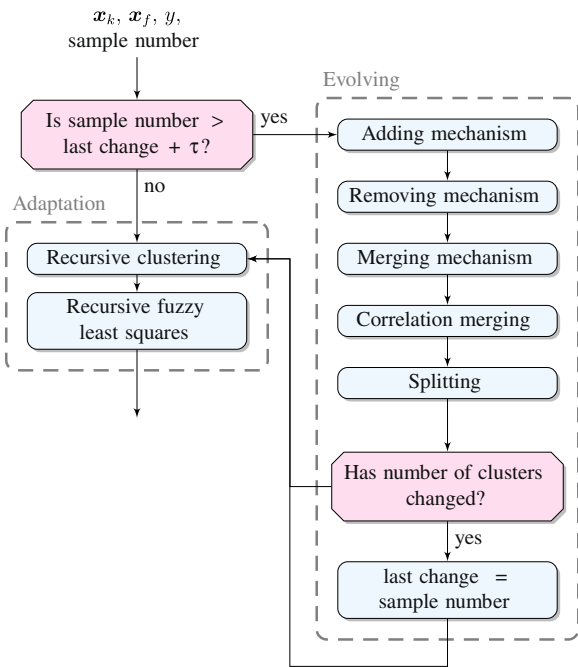 𝒙ₖ, 𝒙_f, y,
sample number
Is sample number >
last change + τ?
yes
no
Adaptation
Recursive clustering
Recursive fuzzy
least squares
Evolving
Adding mechanism
Removing mechanism
Merging mechanism
Correlation merging
Splitting
Has number of clusters
changed?
yes
last change =
sample number